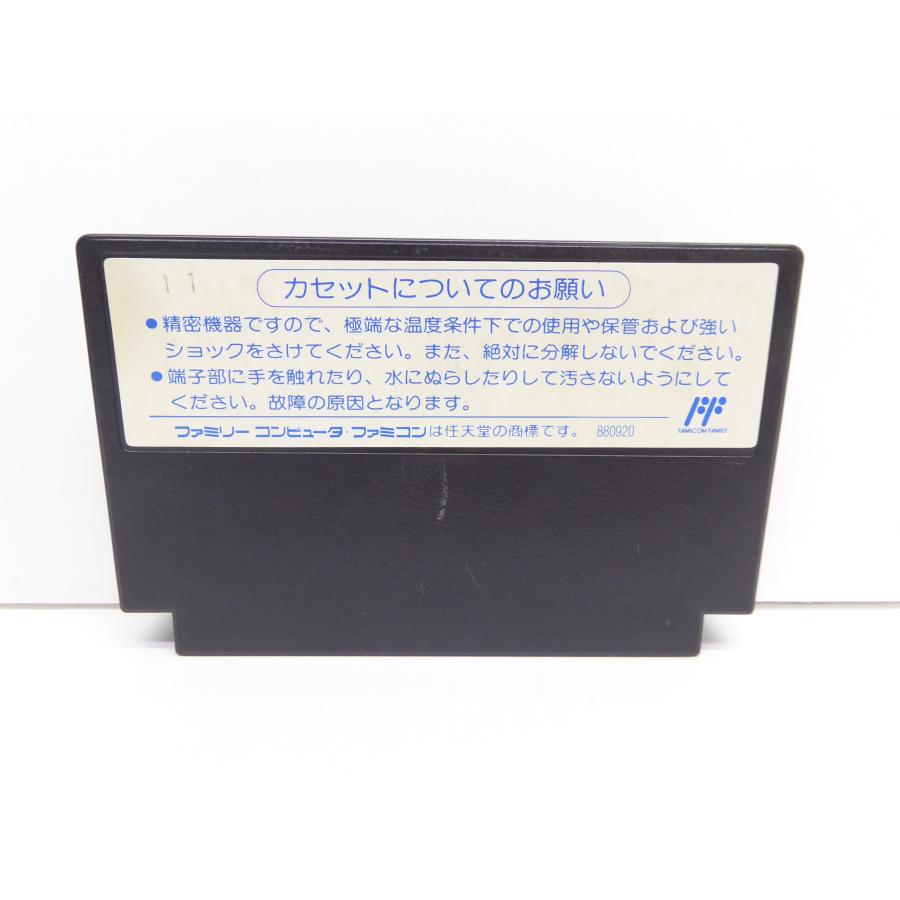 11
カセットについてのお願い
●精密機器ですので、極端な温度条件下での使用や保管および強い
ショックをさけてください。また、絶対に分解しないでください。
●端子部に手を触れたり、水にぬらしたりして汚さないようにして
ください。故障の原因となります。
FAMICOM FAMILY
ファミリーコンピュータ・ファミコンは任天堂の商標です。 880920